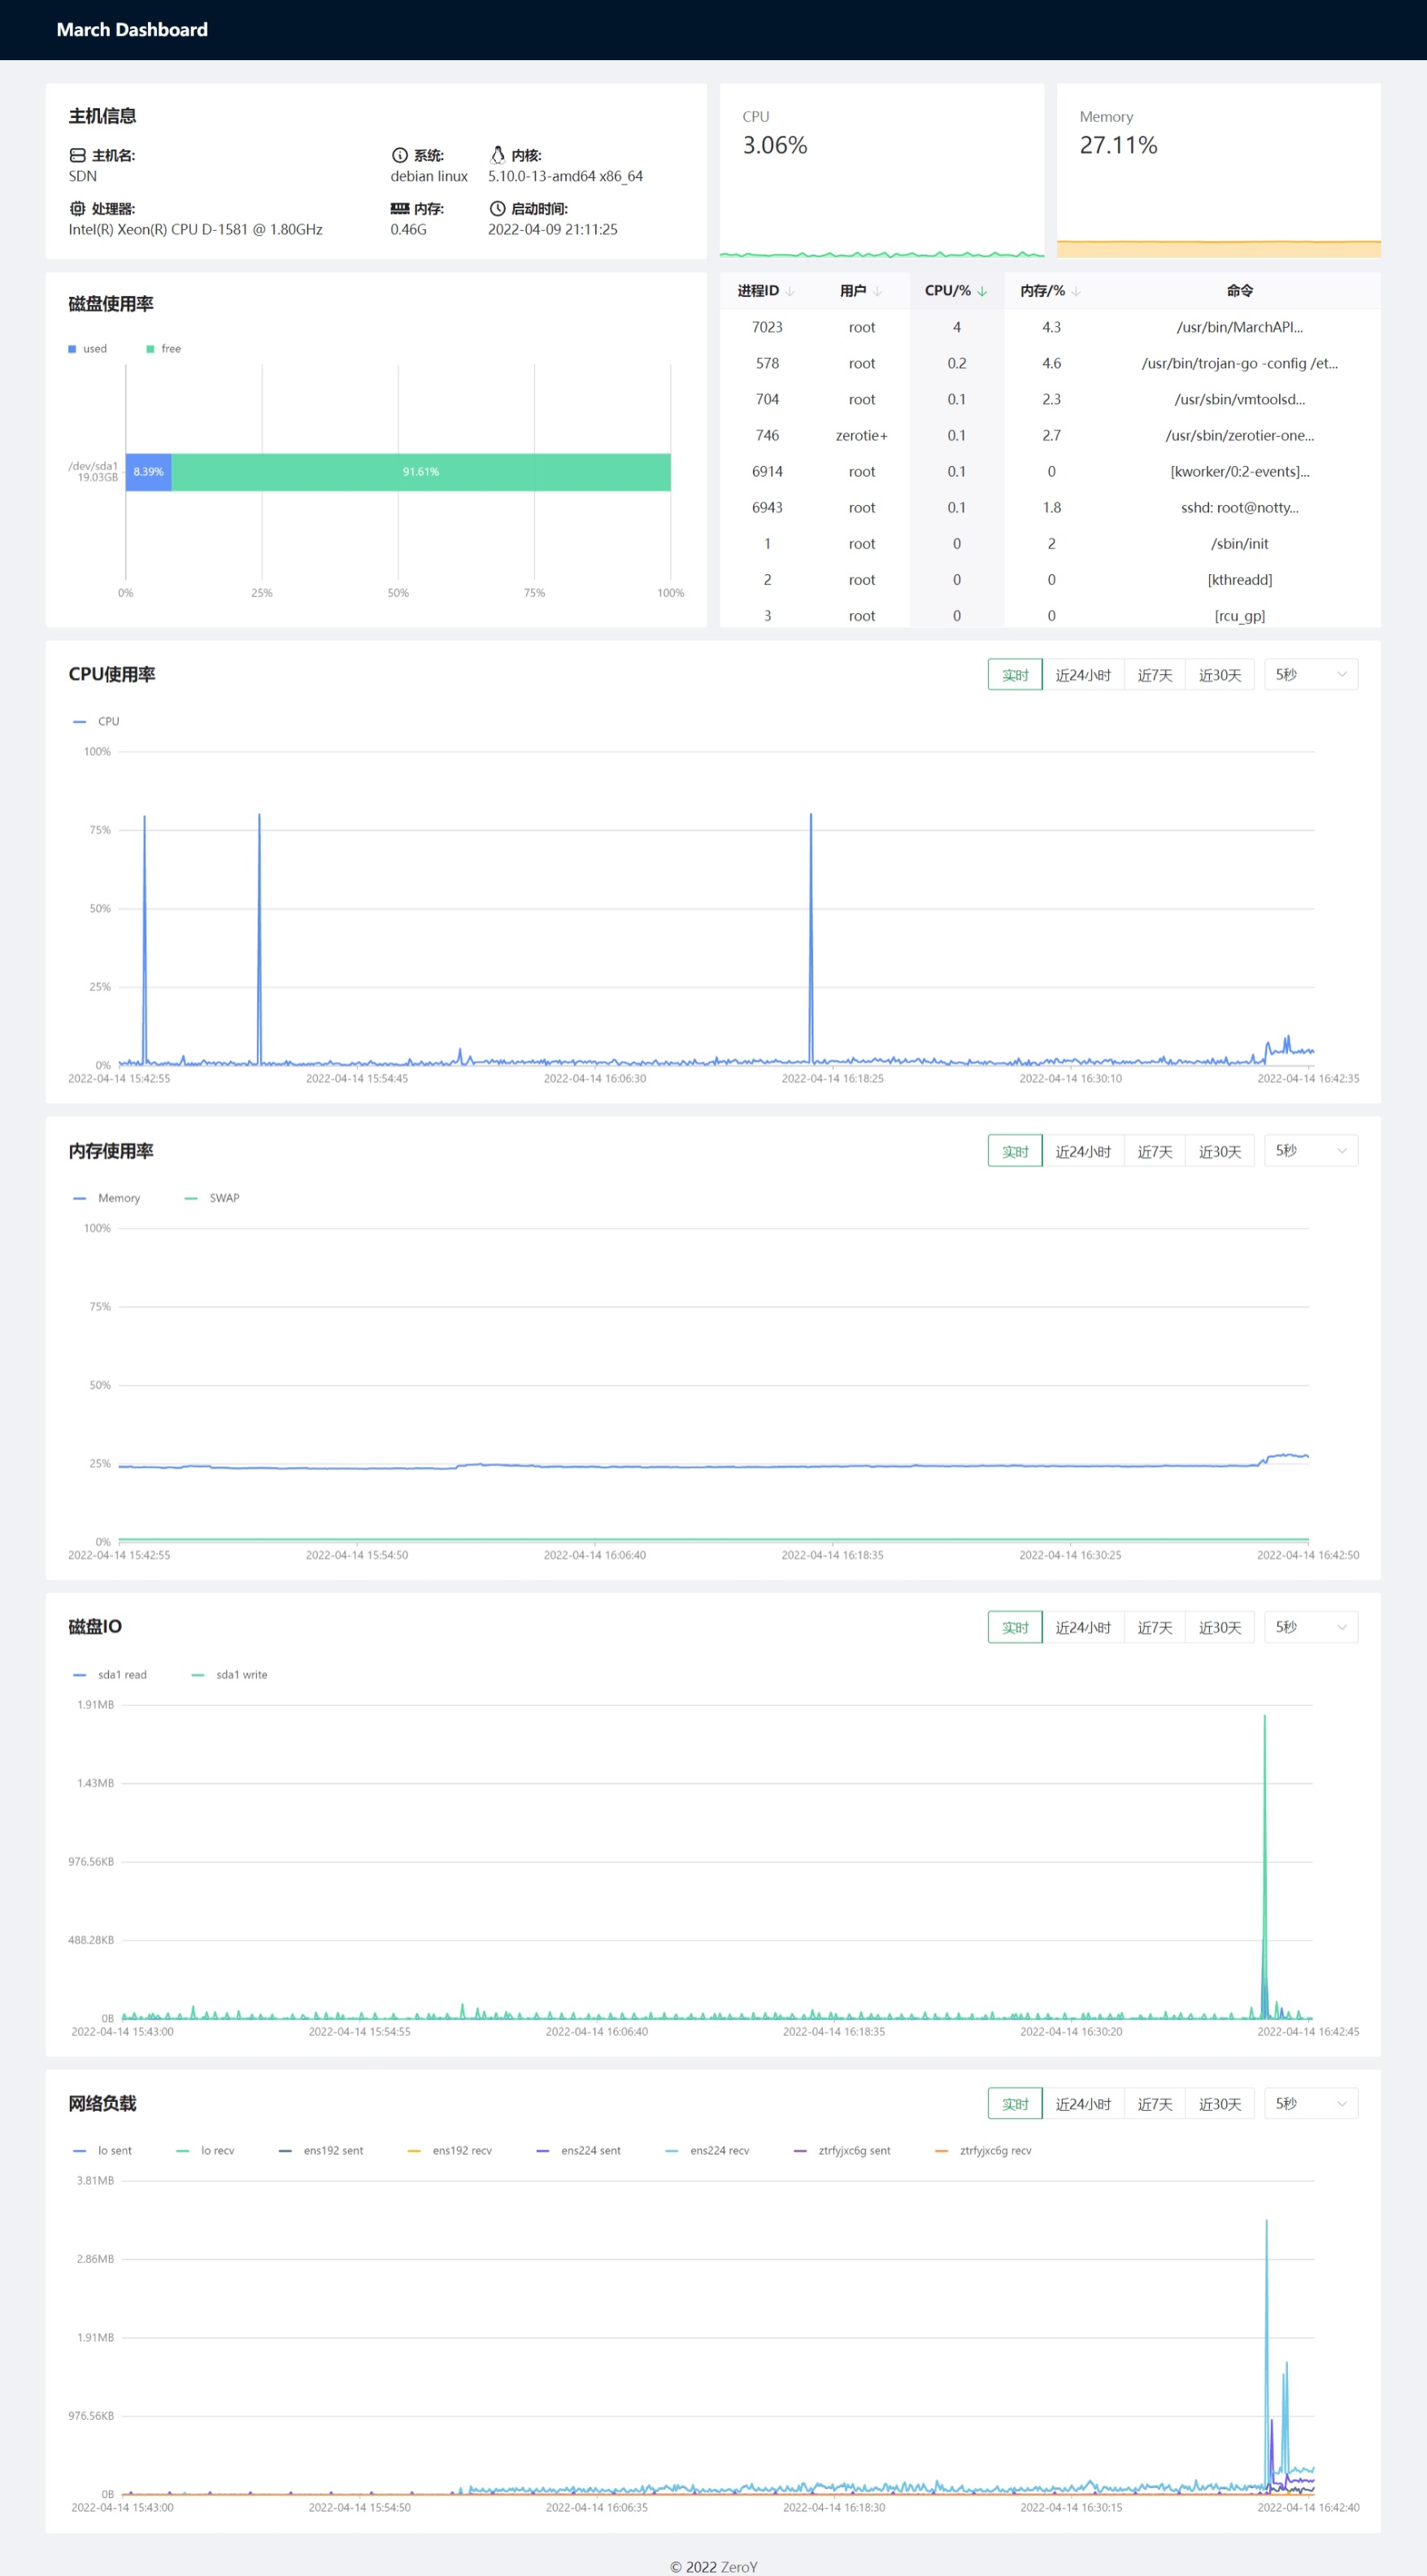 March Dashboard
主机信息
主机名:
SDN
系统:
debian linux
内核:
5.10.0-13-amd64 x86_64
处理器:
Intel(R) Xeon(R) CPU D-1581 @ 1.80GHz
内存:
0.46G
启动时间:
2022-04-09 21:11:25
CPU
3.06%
Memory
27.11%
磁盘使用率
used free
/dev/sda1
19.03GB
8.39% 91.61%
0% 25% 50% 75% 100%
进程ID 用户 CPU/% 内存/% 命令
7023 root 4 4.3 /usr/bin/MarchAPI...
578 root 0.2 4.6 /usr/bin/trojan-go -config /et...
704 root 0.1 2.3 /usr/sbin/vmtoolsd...
746 zerotie+ 0.1 2.7 /usr/sbin/zerotier-one...
6914 root 0.1 0 [kworker/0:2-events]...
6943 root 0.1 1.8 sshd: root@notty...
1 root 0 2 /sbin/init
2 root 0 0 [kthreadd]
3 root 0 0 [rcu_gp]
CPU使用率
实时 近24小时 近7天 近30天 5秒
CPU
100%
75%
50%
25%
0%
2022-04-14 15:42:55 2022-04-14 15:54:45 2022-04-14 16:06:30 2022-04-14 16:18:25 2022-04-14 16:30:10 2022-04-14 16:42:35
内存使用率
实时 近24小时 近7天 近30天 5秒
Memory SWAP
100%
75%
50%
25%
0%
2022-04-14 15:42:55 2022-04-14 15:54:50 2022-04-14 16:06:40 2022-04-14 16:18:35 2022-04-14 16:30:25 2022-04-14 16:42:50
磁盘IO
实时 近24小时 近7天 近30天 5秒
sda1 read sda1 write
1.91MB
1.43MB
976.56KB
488.28KB
0B
2022-04-14 15:43:00 2022-04-14 15:54:55 2022-04-14 16:06:40 2022-04-14 16:18:35 2022-04-14 16:30:20 2022-04-14 16:42:45
网络负载
实时 近24小时 近7天 近30天 5秒
lo sent lo recv ens192 sent ens192 recv ens224 sent ens224 recv ztrfyjxc6g sent ztrfyjxc6g recv
3.81MB
2.86MB
1.91MB
976.56KB
0B
2022-04-14 15:43:00 2022-04-14 15:54:50 2022-04-14 16:06:35 2022-04-14 16:18:30 2022-04-14 16:30:15 2022-04-14 16:42:40
© 2022 ZeroY